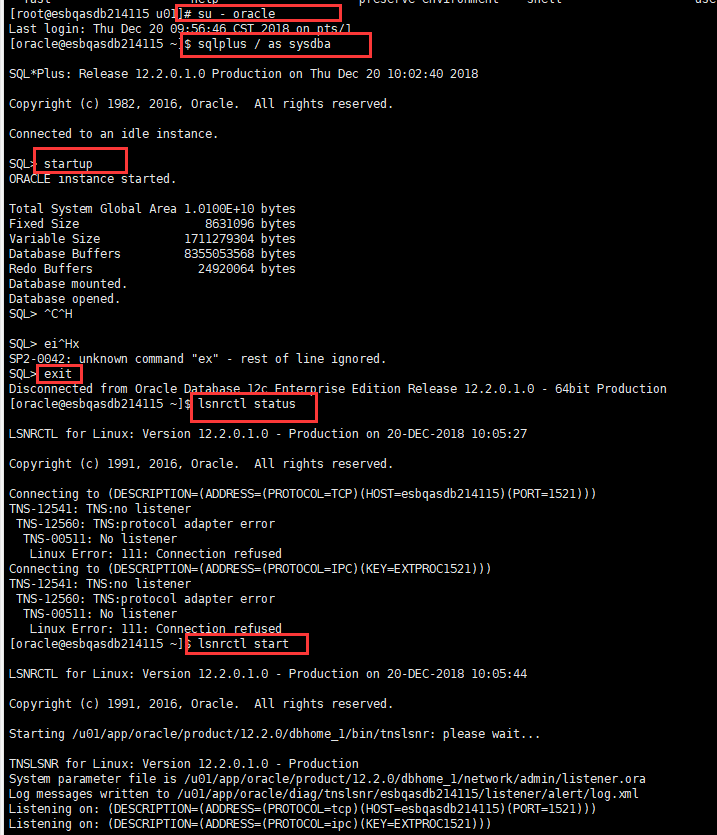 help preserve-environment shell use
[root@esbqasdb214115 u01]# su - oracle
Last login: Thu Dec 20 09:56:46 CST 2018 on pts/1
[oracle@esbqasdb214115 ~]$ sqlplus / as sysdba
SQL*Plus: Release 12.2.0.1.0 Production on Thu Dec 20 10:02:40 2018
Copyright (c) 1982, 2016, Oracle.  All rights reserved.
Connected to an idle instance.
SQL> startup
ORACLE instance started.
Total System Global Area 1.0100E+10 bytes
Fixed Size                  8631096 bytes
Variable Size            1711279304 bytes
Database Buffers         8355053568 bytes
Redo Buffers               24920064 bytes
Database mounted.
Database opened.
SQL> ^C^H
SQL> ei^Hx
SP2-0042: unknown command "ex" - rest of line ignored.
SQL> exit
Disconnected from Oracle Database 12c Enterprise Edition Release 12.2.0.1.0 - 64bit Production
[oracle@esbqasdb214115 ~]$ lsnrctl status
LSNRCTL for Linux: Version 12.2.0.1.0 - Production on 20-DEC-2018 10:05:27
Copyright (c) 1991, 2016, Oracle.  All rights reserved.
Connecting to (DESCRIPTION=(ADDRESS=(PROTOCOL=TCP)(HOST=esbqasdb214115)(PORT=1521)))
TNS-12541: TNS:no listener
 TNS-12560: TNS:protocol adapter error
  TNS-00511: No listener
   Linux Error: 111: Connection refused
Connecting to (DESCRIPTION=(ADDRESS=(PROTOCOL=IPC)(KEY=EXTPROC1521)))
TNS-12541: TNS:no listener
 TNS-12560: TNS:protocol adapter error
  TNS-00511: No listener
   Linux Error: 111: Connection refused
[oracle@esbqasdb214115 ~]$ lsnrctl start
LSNRCTL for Linux: Version 12.2.0.1.0 - Production on 20-DEC-2018 10:05:44
Copyright (c) 1991, 2016, Oracle.  All rights reserved.
Starting /u01/app/oracle/product/12.2.0/dbhome_1/bin/tnslsnr: please wait...
TNSLSNR for Linux: Version 12.2.0.1.0 - Production
System parameter file is /u01/app/oracle/product/12.2.0/dbhome_1/network/admin/listener.ora
Log messages written to /u01/app/oracle/diag/tnslsnr/esbqasdb214115/listener/alert/log.xml
Listening on: (DESCRIPTION=(ADDRESS=(PROTOCOL=tcp)(HOST=esbqasdb214115)(PORT=1521)))
Listening on: (DESCRIPTION=(ADDRESS=(PROTOCOL=ipc)(KEY=EXTPROC1521)))